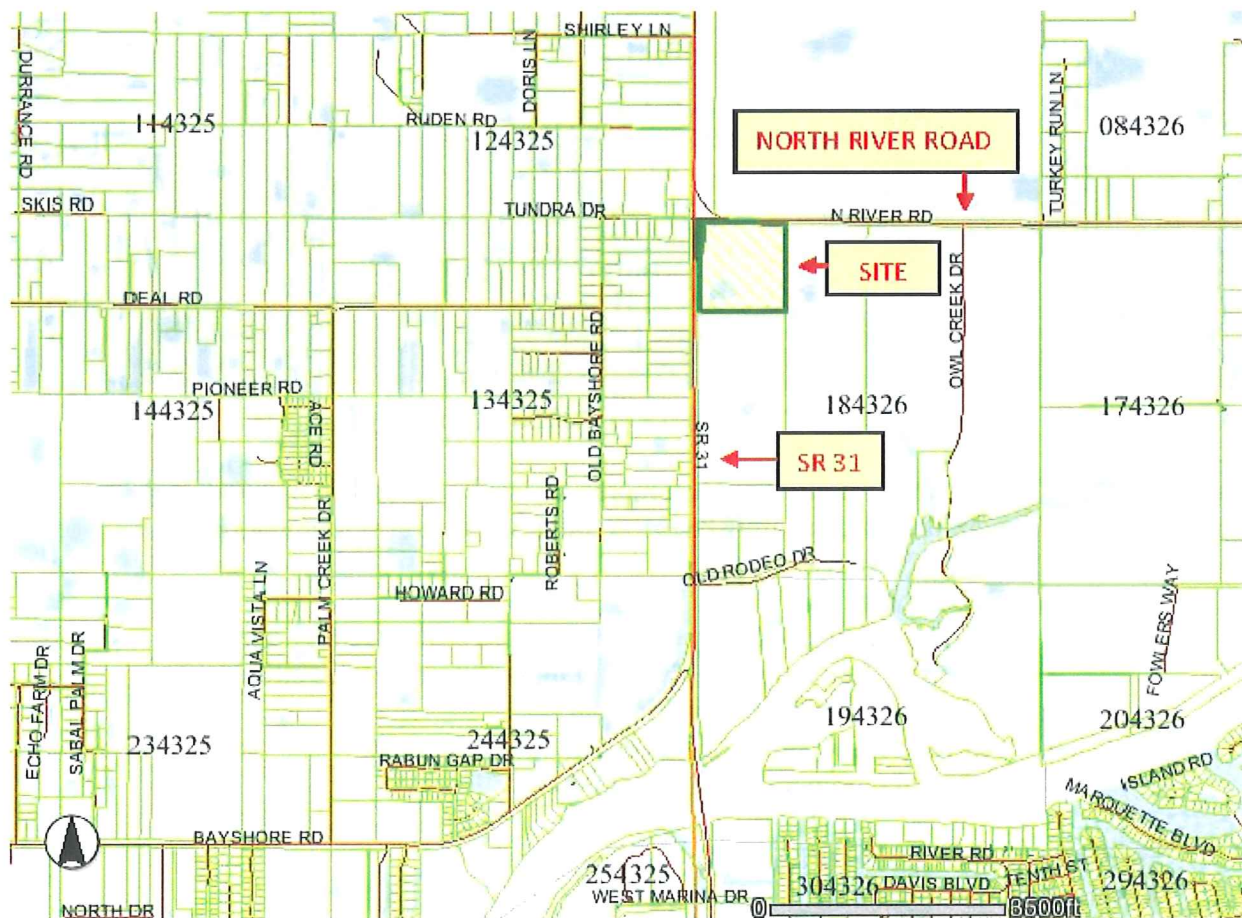 SHIRLEY LN
DURRANCE RD
DORIS LN
114325
RUDEN RD
124325
NORTH RIVER ROAD
TURKEY RUN LN
084326
SKIS RD
TUNDRA DR
N RIVER RD
SITE
DEAL RD
OLD BAYSHORE RD
OWL CREEK DR
PIONEER RD
144325
ACE RD
134325
184326
174326
SR 31
SR 31
ROBERTS RD
PALM CREEK DR
OLD RODEO DR
AQUA VISTA LN
HOWARD RD
FOWLERS WAY
ECHO FARM DR
SABAL PALM DR
234325
244325
194326
204326
RABUN GAP DR
ISLAND RD
MARQUETTE BLVD
BAYSHORE RD
RIVER RD
254325
WEST MARINA DR
304326
DAVIS BLVD
TENTH ST
294326
NORTH DR
0
3500ft